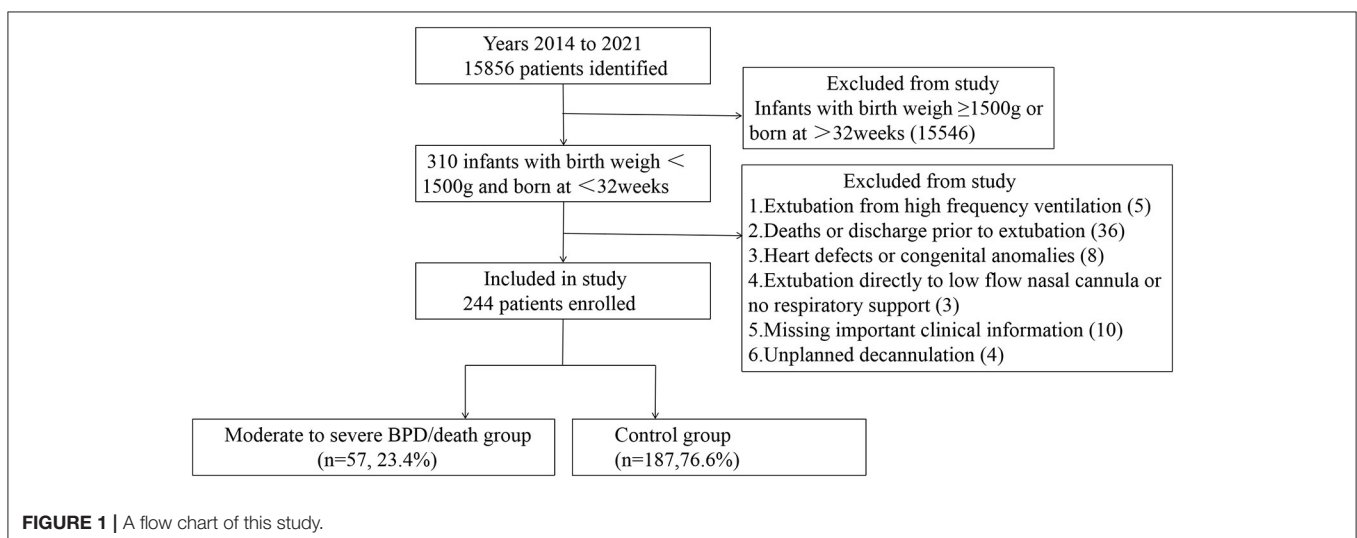 Years 2014 to 2021
15856 patients identified
Excluded from study
Infants with birth weigh ≥1500g or
born at ＞32weeks (15546)
310 infants with birth weigh＜
1500g and born at＜32weeks
Excluded from study
1.Extubation from high frequency ventilation (5)
2.Deaths or discharge prior to extubation (36)
3.Heart defects or congenital anomalies (8)
4.Extubation directly to low flow nasal cannula or
no respiratory support (3)
5.Missing important clinical information (10)
6.Unplanned decannulation (4)
Included in study
244 patients enrolled
Moderate to severe BPD/death group
(n=57, 23.4%)
Control group
(n=187,76.6%)
FIGURE 1 | A flow chart of this study.